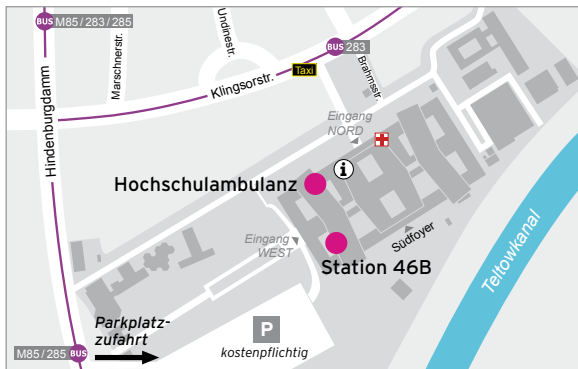 BUS M85/283/285
Marschnerstr.
Undinestr.
BUS 283
Taxi
Klingsorstr.
Brahmsstr.
Hindenburgdamm
Eingang
NORD
i
Hochschulambulanz
Eingang
WEST
Südfoyer
Station 46B
Teltowkanal
Parkplatz-
zufahrt
P
kostenpflichtig
M85/285 BUS